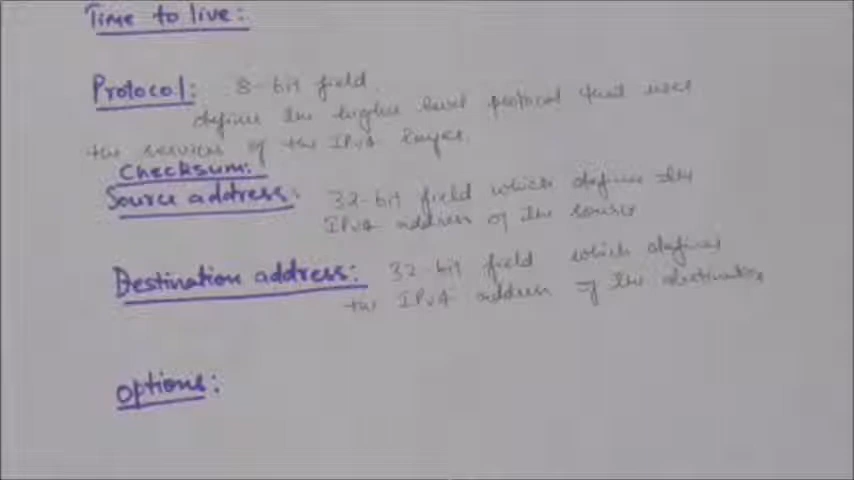 Time to live:
Protocol: 8-bit field.
define the higher level protocol that uses
the services of the IPv4 layer.
Checksum:
Source address: 32-bit field which defines the
IPv4 address of the source
Destination address: 32-bit field which defines
the IPv4 address of the destination,
options: